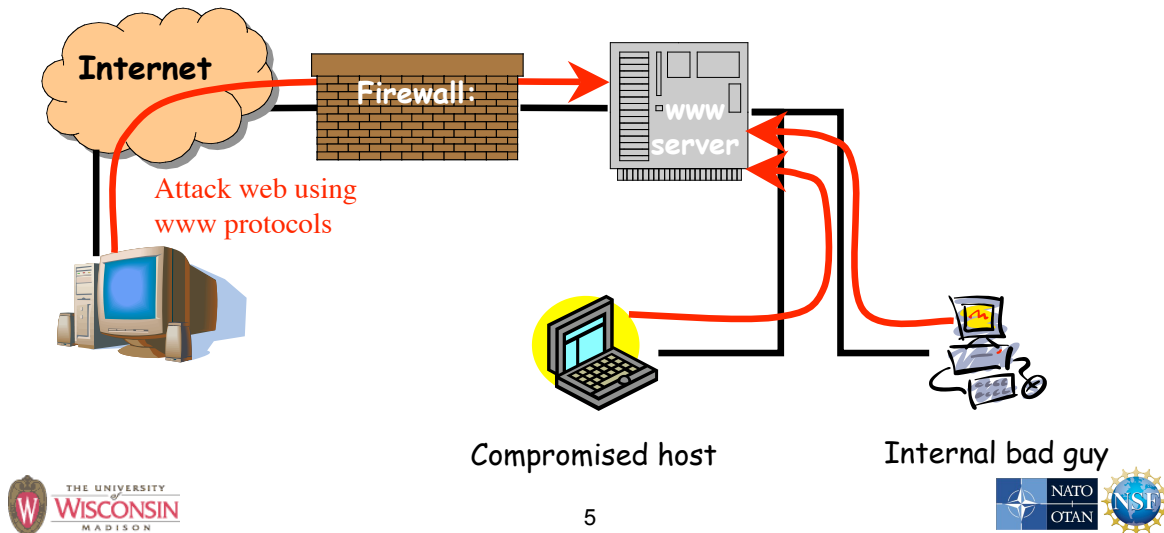 Internet
Firewall:
www
server
Attack web using
www protocols
Compromised host
Internal bad guy
THE UNIVERSITY
of
WISCONSIN
MADISON
5
NATO
OTAN
NSF